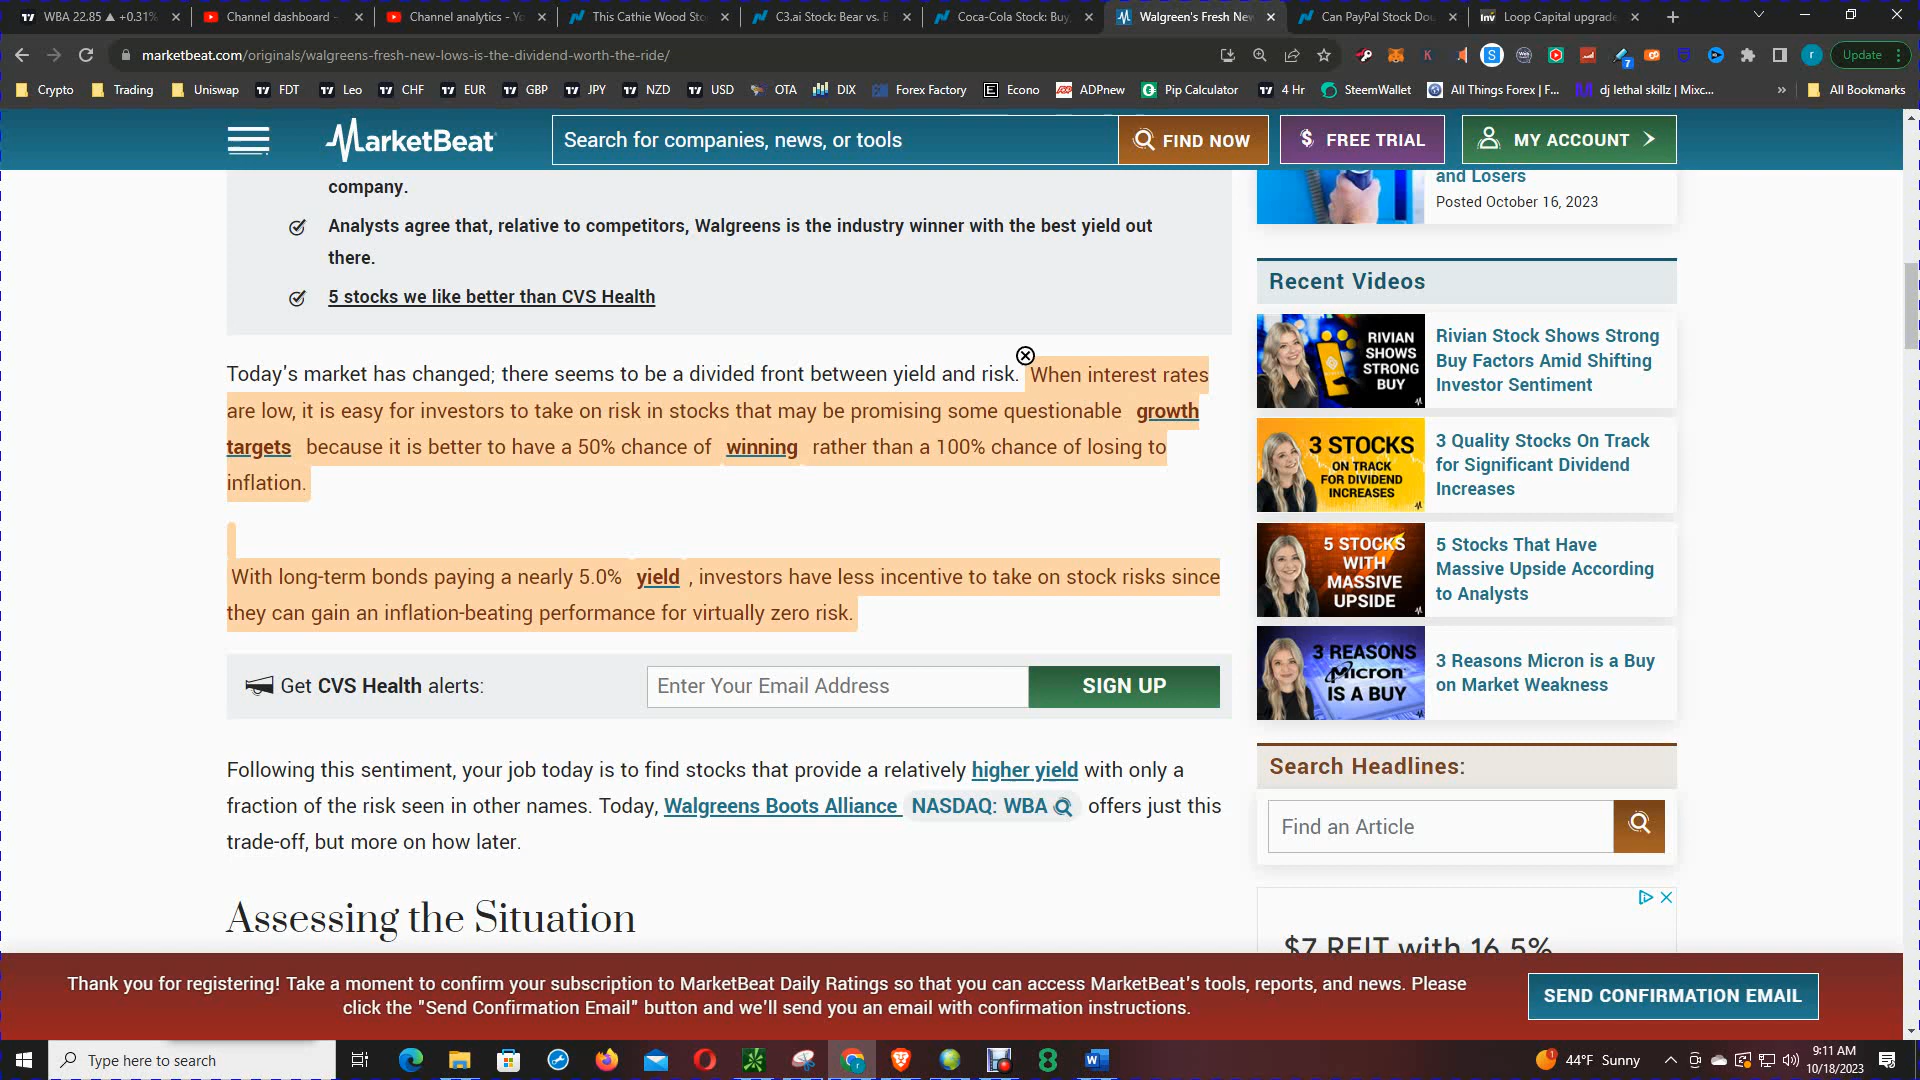 WBA 22.85 ▲ +0.31%
Channel dashboard -
Channel analytics - Yo
This Cathie Wood Sto
C3.ai Stock: Bear vs. B
Coca-Cola Stock: Buy,
Walgreen's Fresh New
Can PayPal Stock Dou
Loop Capital upgrade
marketbeat.com/originals/walgreens-fresh-new-lows-is-the-dividend-worth-the-ride/
Update
Crypto
Trading
Uniswap
FDT
Leo
CHF
EUR
GBP
JPY
NZD
USD
OTA
DIX
Forex Factory
Econo
ADPnew
Pip Calculator
4 Hr
SteemWallet
All Things Forex | F...
dj lethal skillz | Mixc...
All Bookmarks
MarketBeat
Search for companies, news, or tools
FIND NOW
FREE TRIAL
MY ACCOUNT
company.
Analysts agree that, relative to competitors, Walgreens is the industry winner with the best yield out
there.
5 stocks we like better than CVS Health
Today's market has changed; there seems to be a divided front between yield and risk. When interest rates
are low, it is easy for investors to take on risk in stocks that may be promising some questionable growth
targets because it is better to have a 50% chance of winning rather than a 100% chance of losing to
inflation.
With long-term bonds paying a nearly 5.0% yield , investors have less incentive to take on stock risks since
they can gain an inflation-beating performance for virtually zero risk.
Get CVS Health alerts:
Enter Your Email Address
SIGN UP
Following this sentiment, your job today is to find stocks that provide a relatively higher yield with only a
fraction of the risk seen in other names. Today, Walgreens Boots Alliance NASDAQ: WBA offers just this
trade-off, but more on how later.
Assessing the Situation
and Losers
Posted October 16, 2023
Recent Videos
RIVIAN
SHOWS
STRONG
BUY
Rivian Stock Shows Strong
Buy Factors Amid Shifting
Investor Sentiment
3 STOCKS
ON TRACK
FOR DIVIDEND
INCREASES
3 Quality Stocks On Track
for Significant Dividend
Increases
5 STOCKS
WITH
MASSIVE
UPSIDE
5 Stocks That Have
Massive Upside According
to Analysts
3 REASONS
Micron
IS A BUY
3 Reasons Micron is a Buy
on Market Weakness
Search Headlines:
Find an Article
$7 REIT with 16.5%
Thank you for registering! Take a moment to confirm your subscription to MarketBeat Daily Ratings so that you can access MarketBeat's tools, reports, and news. Please
click the "Send Confirmation Email" button and we'll send you an email with confirmation instructions.
SEND CONFIRMATION EMAIL
Type here to search
44°F Sunny
9:11 AM
10/18/2023